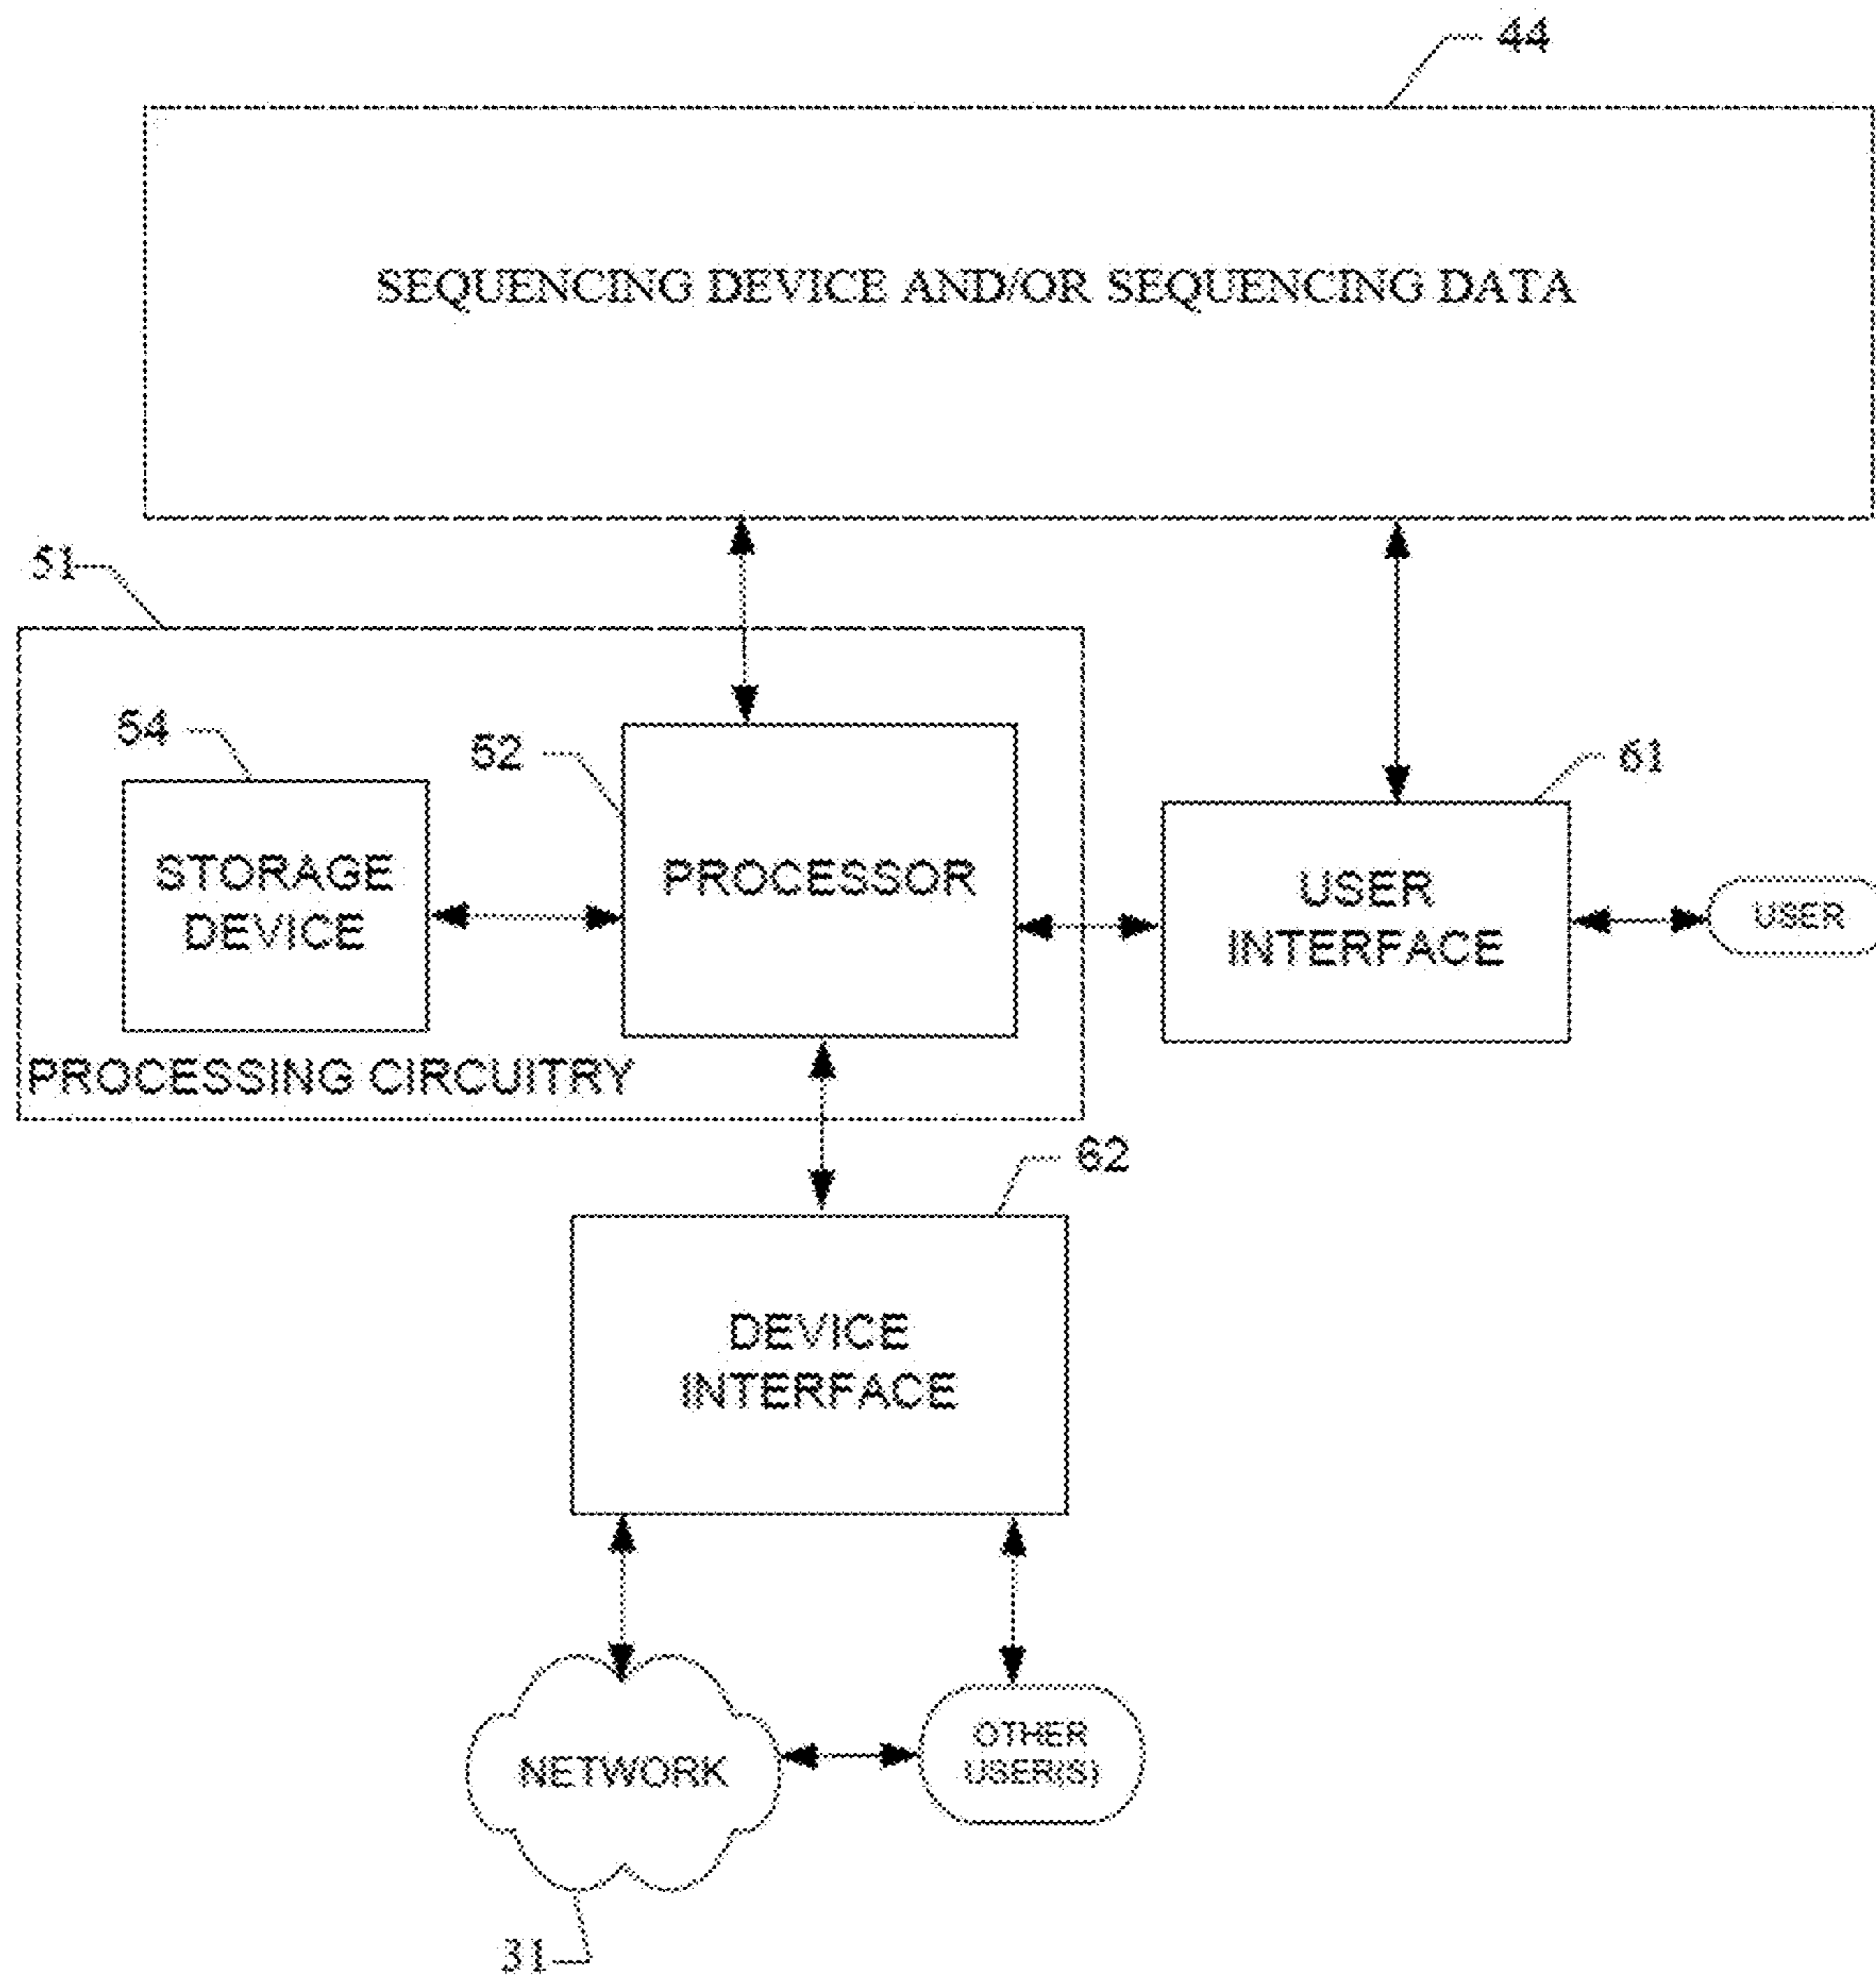 44
SEQUENCING DEVICE AND/OR SEQUENCING DATA
51
54
52
61
STORAGE
DEVICE
PROCESSOR
USER
INTERFACE
USER
PROCESSING CIRCUITRY
62
DEVICE
INTERFACE
NETWORK
OTHER
USER(S)
31